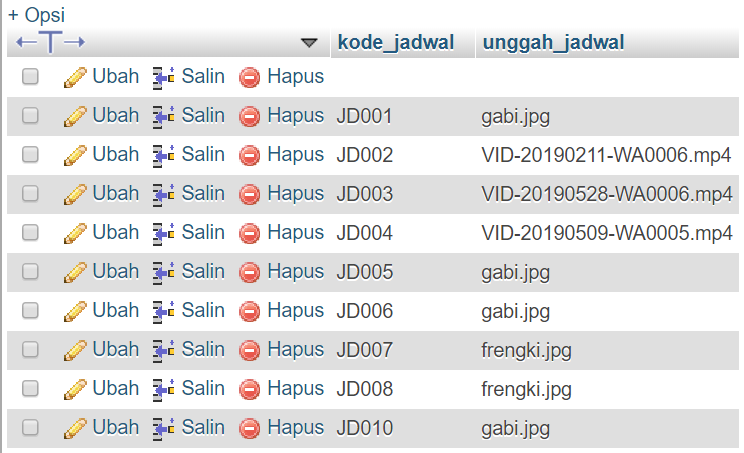 + Opsi
kode_jadwal unggah_jadwal
Ubah Salin Hapus
Ubah Salin Hapus JD001 gabi.jpg
Ubah Salin Hapus JD002 VID-20190211-WA0006.mp4
Ubah Salin Hapus JD003 VID-20190528-WA0006.mp4
Ubah Salin Hapus JD004 VID-20190509-WA0005.mp4
Ubah Salin Hapus JD005 gabi.jpg
Ubah Salin Hapus JD006 gabi.jpg
Ubah Salin Hapus JD007 frengki.jpg
Ubah Salin Hapus JD008 frengki.jpg
Ubah Salin Hapus JD010 gabi.jpg